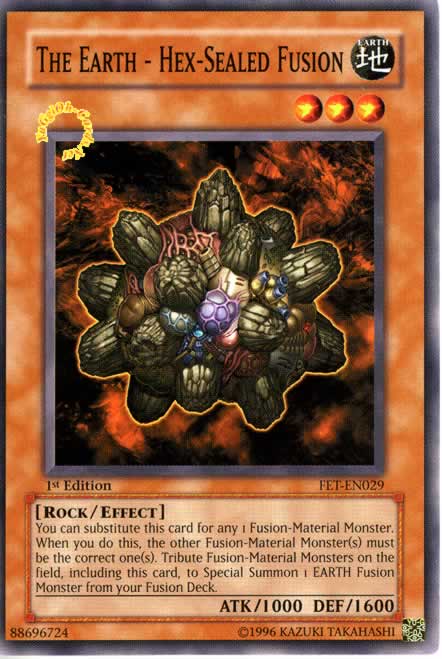 THE EARTH - HEX-SEALED FUSION
EARTH
地
YuGiOh-Cards.Net
1st Edition
FET-EN029
[ROCK/EFFECT]
You can substitute this card for any 1 Fusion-Material Monster.
When you do this, the other Fusion-Material Monster(s) must
be the correct one(s). Tribute Fusion-Material Monsters on the
field, including this card, to Special Summon 1 EARTH Fusion
Monster from your Fusion Deck.
ATK/1000 DEF/1600
88696724
©1996 KAZUKI TAKAHASHI